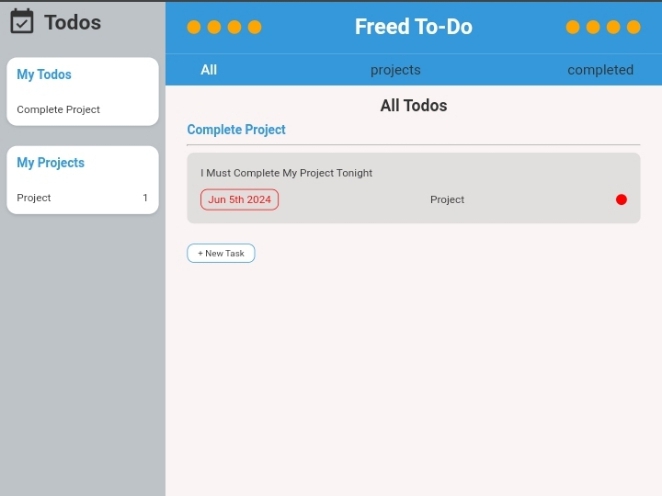 Todos
My Todos
Complete Project
My Projects
Project 1
Freed To-Do
All projects completed
All Todos
Complete Project
I Must Complete My Project Tonight
Jun 5th 2024 Project
+ New Task